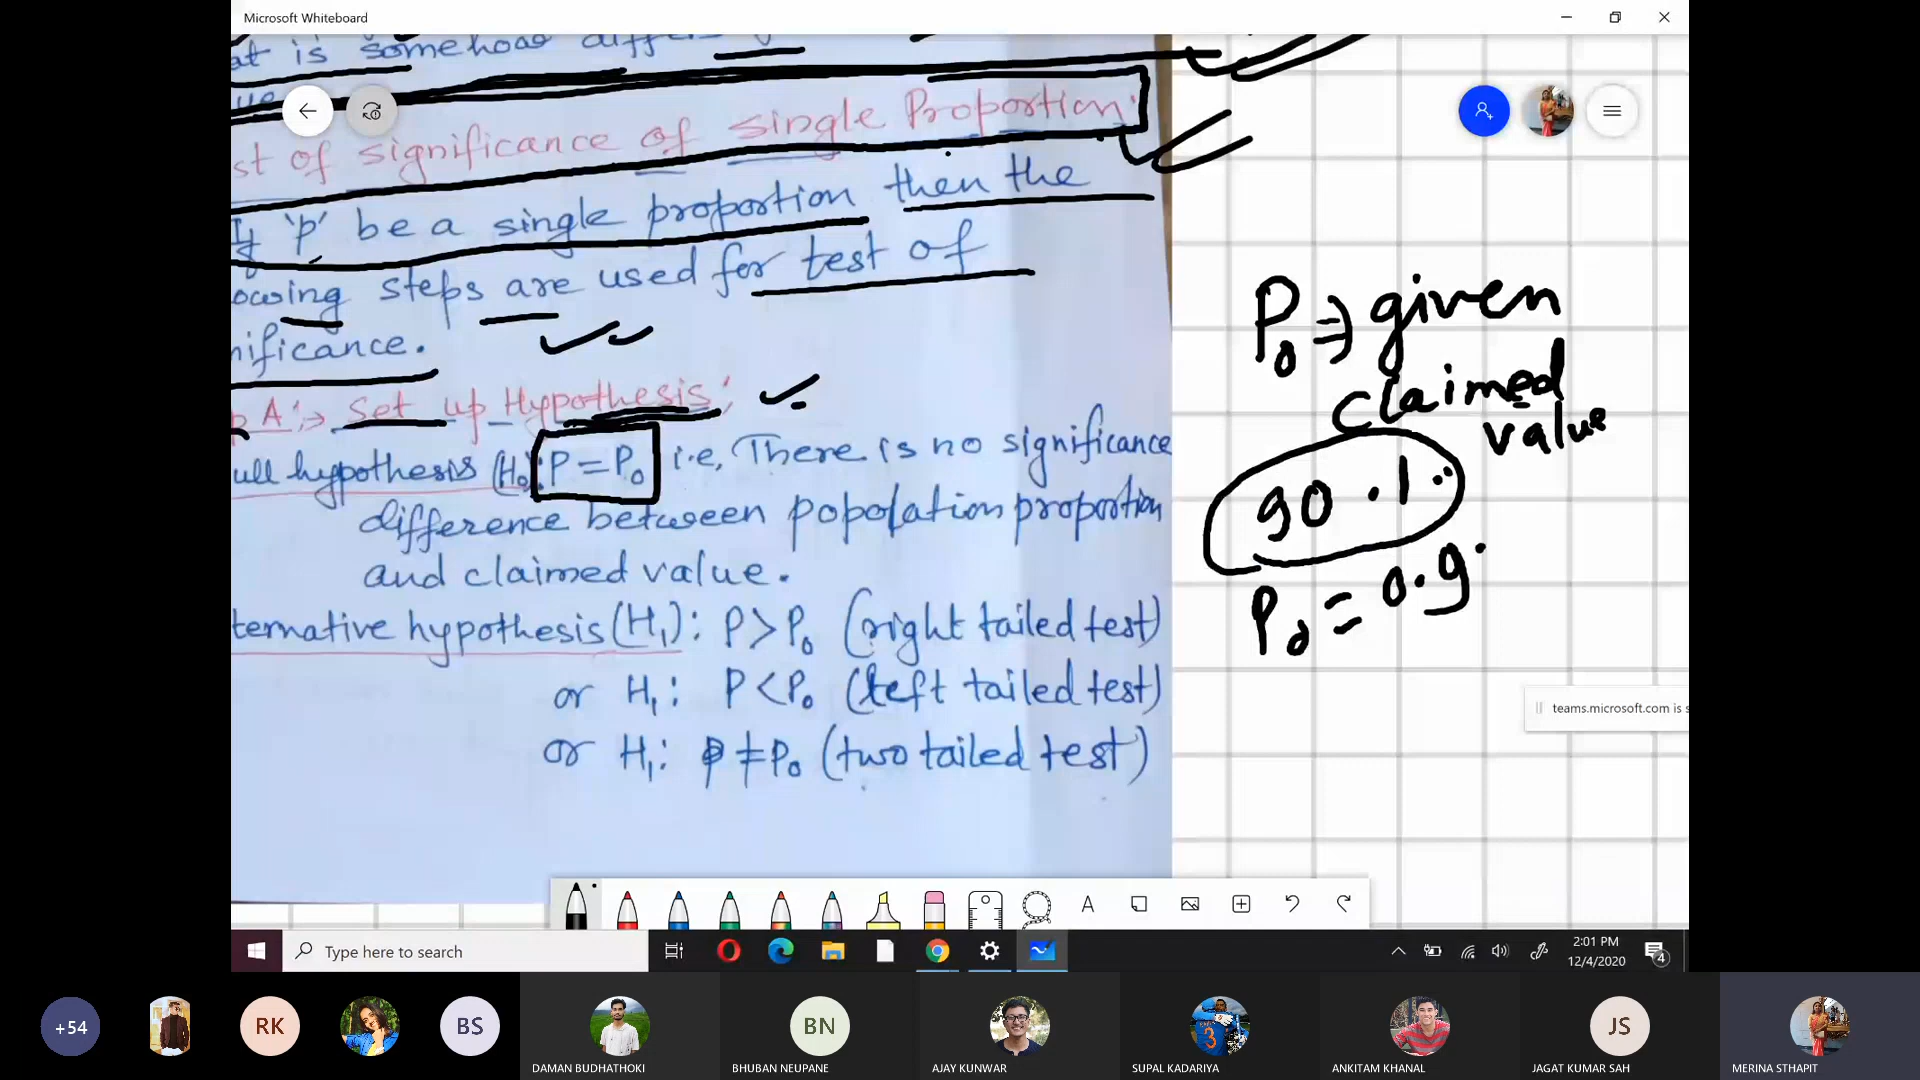 Microsoft Whiteboard
at is somehow
ue
st of significance of single Proportion:
If 'p' be a single proportion then the
owing steps are used for test of
nificance.
p A:→ Set up Hypothesis:
ull hypothesis (H₀): P = P₀ i.e, There is no significance
difference between popolation proportion
and claimed value.
ternative hypothesis (H₁): P > P₀ (right tailed test)
or H₁: P < P₀ (left tailed test)
or H₁: P ≠ P₀ (two tailed test)
P₀ ⇒ given
claimed
value
90 %
P₀ = 0.9
teams.microsoft.com is s
A
Type here to search
2:01 PM
12/4/2020
4
+54
RK
BS
BN
3
JS
DAMAN BUDHATHOKI
BHUBAN NEUPANE
AJAY KUNWAR
SUPAL KADARIYA
ANKITAM KHANAL
JAGAT KUMAR SAH
MERINA STHAPIT